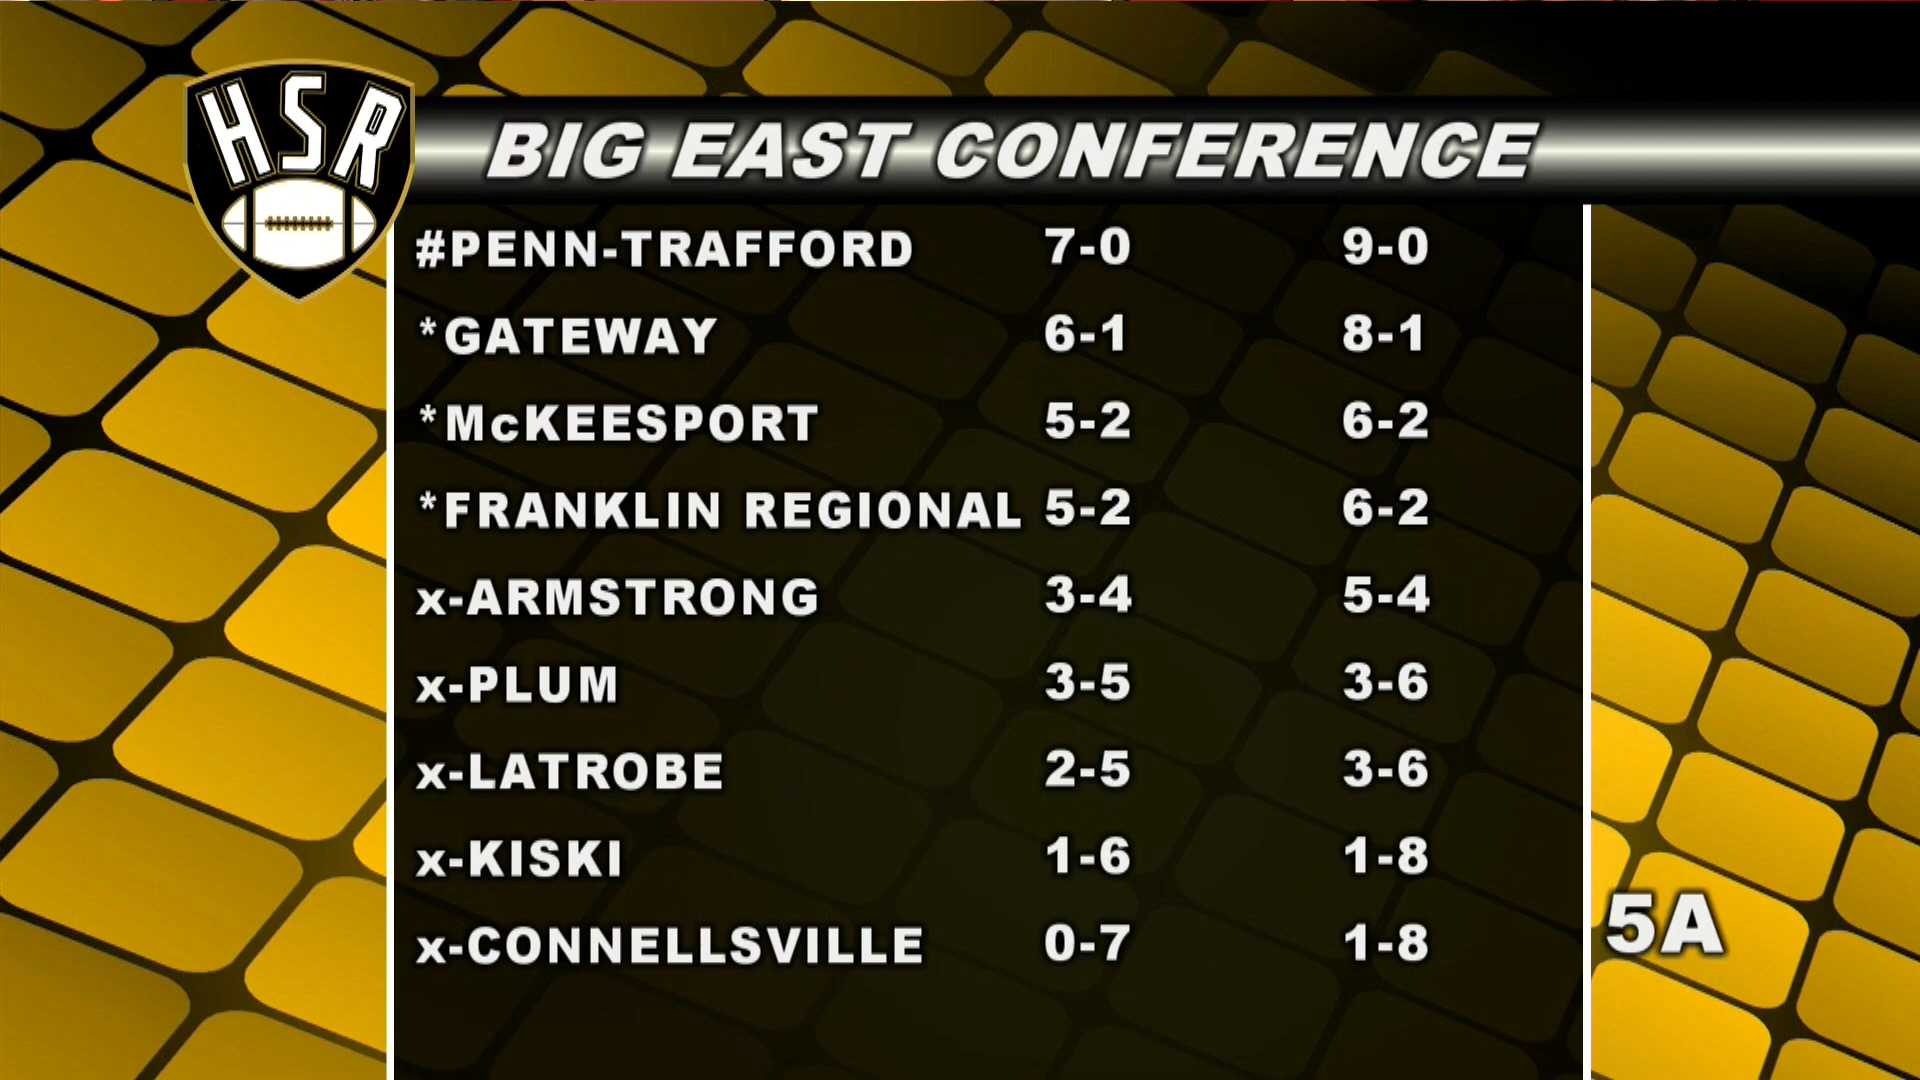 HSR
BIG EAST CONFERENCE
#PENN-TRAFFORD 7-0 9-0
*GATEWAY 6-1 8-1
*McKEESPORT 5-2 6-2
*FRANKLIN REGIONAL 5-2 6-2
x-ARMSTRONG 3-4 5-4
x-PLUM 3-5 3-6
x-LATROBE 2-5 3-6
x-KISKI 1-6 1-8
x-CONNELLSVILLE 0-7 1-8
5A